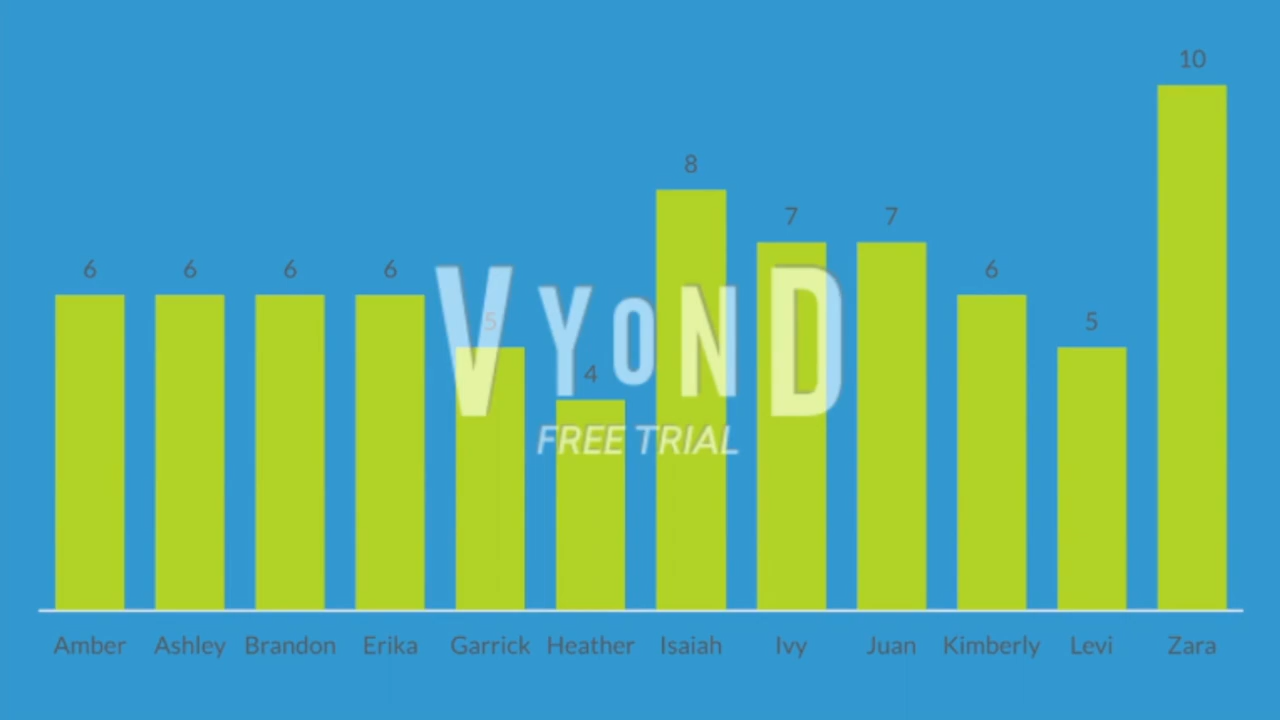 10
8
7 7
6 6 6 6 6
5 5
4
VYOND
FREE TRIAL
Amber Ashley Brandon Erika Garrick Heather Isaiah Ivy Juan Kimberly Levi Zara